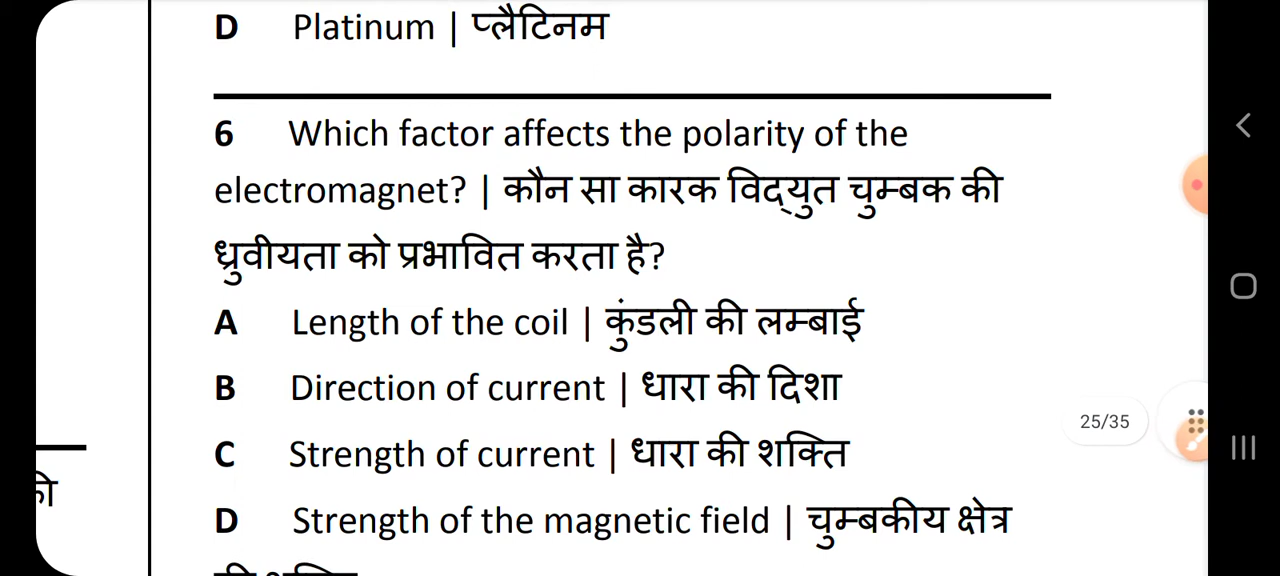 D Platinum | प्लैटिनम
6 Which factor affects the polarity of the
electromagnet? | कौन सा कारक विद्‌युत चुम्बक की
ध्रुवीयता को प्रभावित करता है?
A Length of the coil | कुंडली की लम्बाई
B Direction of current | धारा की दिशा
C Strength of current | धारा की शक्ति
D Strength of the magnetic field | चुम्बकीय क्षेत्र
25/35